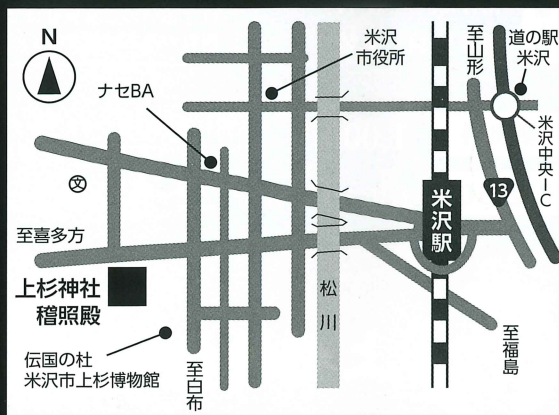 N
米沢
市役所
至山形
道の駅
米沢
ナセBA
米沢中央IC
文
13
米沢駅
至喜多方
上杉神社
稽照殿
松川
至福島
伝国の杜
米沢市上杉博物館
至白布